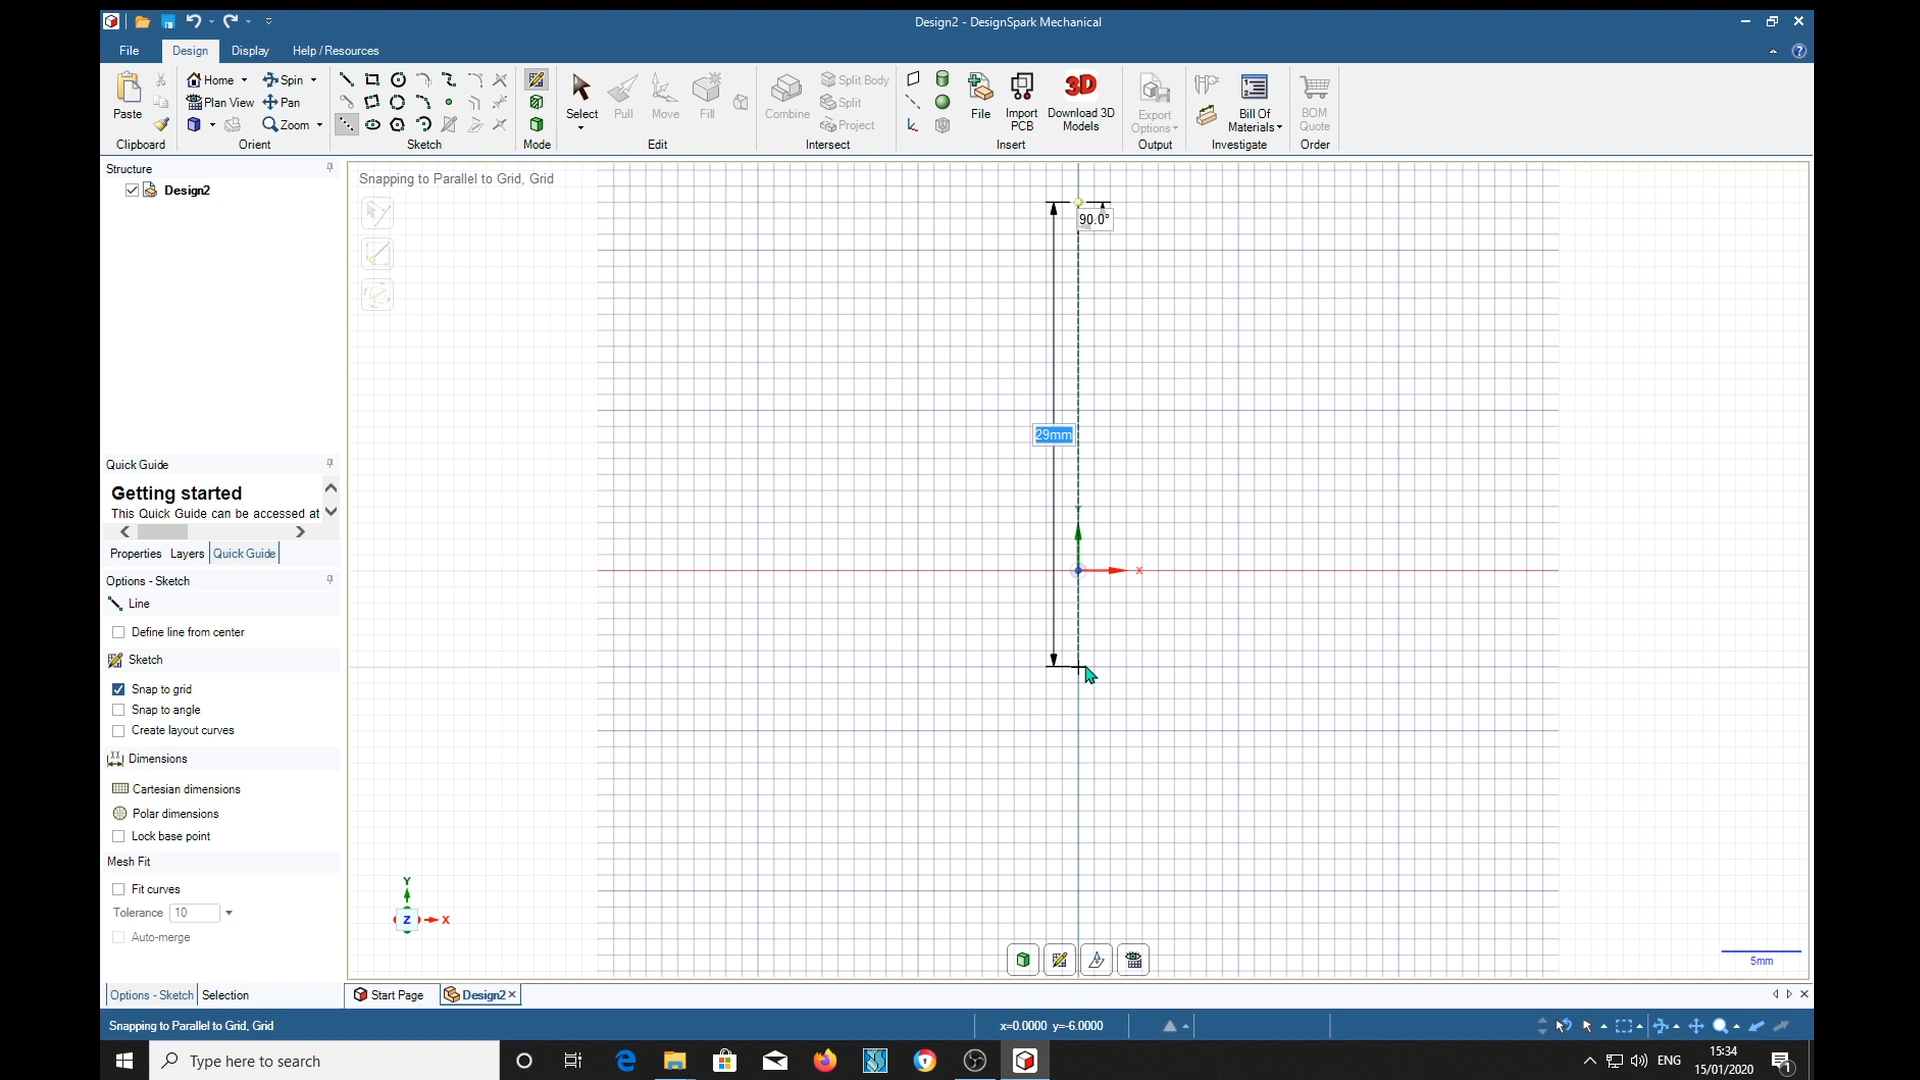 Design2 - DesignSpark Mechanical
File Design Display Help / Resources
Paste
Clipboard
Home Spin
Plan View Pan
Zoom
Orient
Sketch
Mode
Select Pull Move Fill
Edit
Combine
Split Body
Split
Project
Intersect
File
Import PCB
Download 3D Models
Insert
Export Options
Output
Bill Of Materials
Investigate
BOM Quote
Order
3D
Structure
Design2
Quick Guide
Getting started
This Quick Guide can be accessed at
Properties Layers Quick Guide
Options - Sketch
Line
Define line from center
Sketch
Snap to grid
Snap to angle
Create layout curves
Dimensions
Cartesian dimensions
Polar dimensions
Lock base point
Mesh Fit
Fit curves
Tolerance 10
Auto-merge
Options - Sketch Selection
Snapping to Parallel to Grid, Grid
90.0°
29mm
Y
X
Y
Z X
5mm
Start Page Design2
Snapping to Parallel to Grid, Grid
x=0.0000 y=-6.0000
Type here to search
ENG
15:34
15/01/2020
1